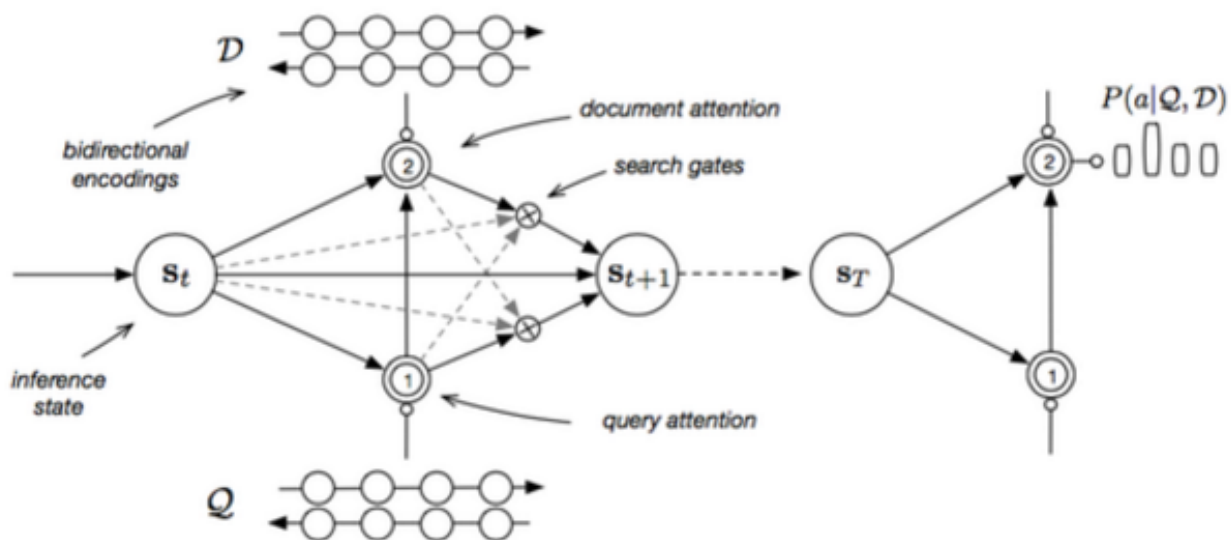 𝒟
bidirectional
encodings
document attention
search gates
2
s_t
s_{t+1}
inference
state
1
query attention
𝒬
P(a|𝒬, 𝒟)
2
s_T
1